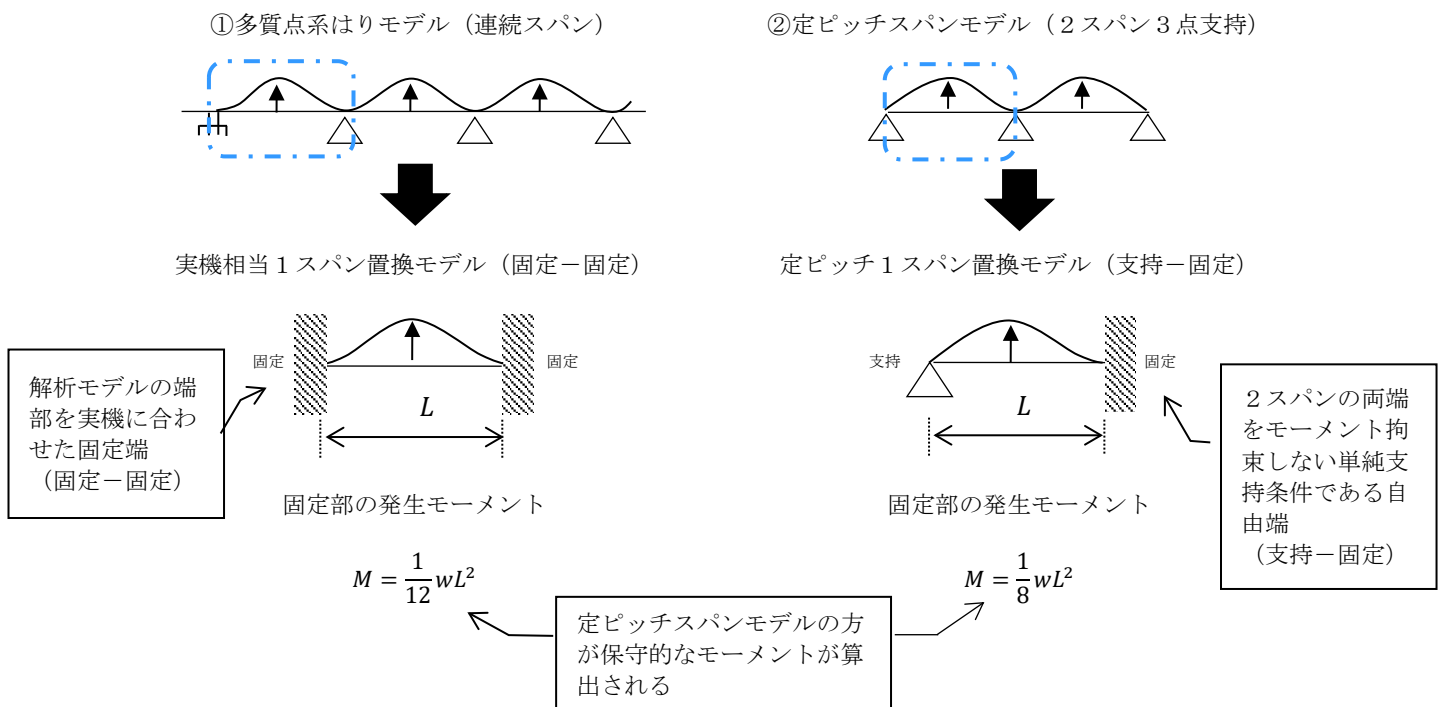 ①多質点系はりモデル（連続スパン）
②定ピッチスパンモデル（２スパン３点支持）
実機相当１スパン置換モデル（固定－固定）
定ピッチ１スパン置換モデル（支持－固定）
解析モデルの端
部を実機に合わ
せた固定端
（固定－固定）
固定
固定
L
支持
固定
L
２スパンの両端
をモーメント拘
束しない単純支
持条件である自
由端
（支持－固定）
固定部の発生モーメント
固定部の発生モーメント
M = 1/12 wL²
M = 1/8 wL²
定ピッチスパンモデルの方
が保守的なモーメントが算
出される